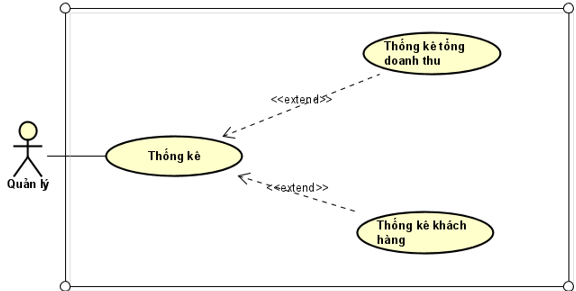 Thống kê tổng
doanh thu
<<extend>>
Thống kê
Quản lý
<<extend>>
Thống kê khách
hàng